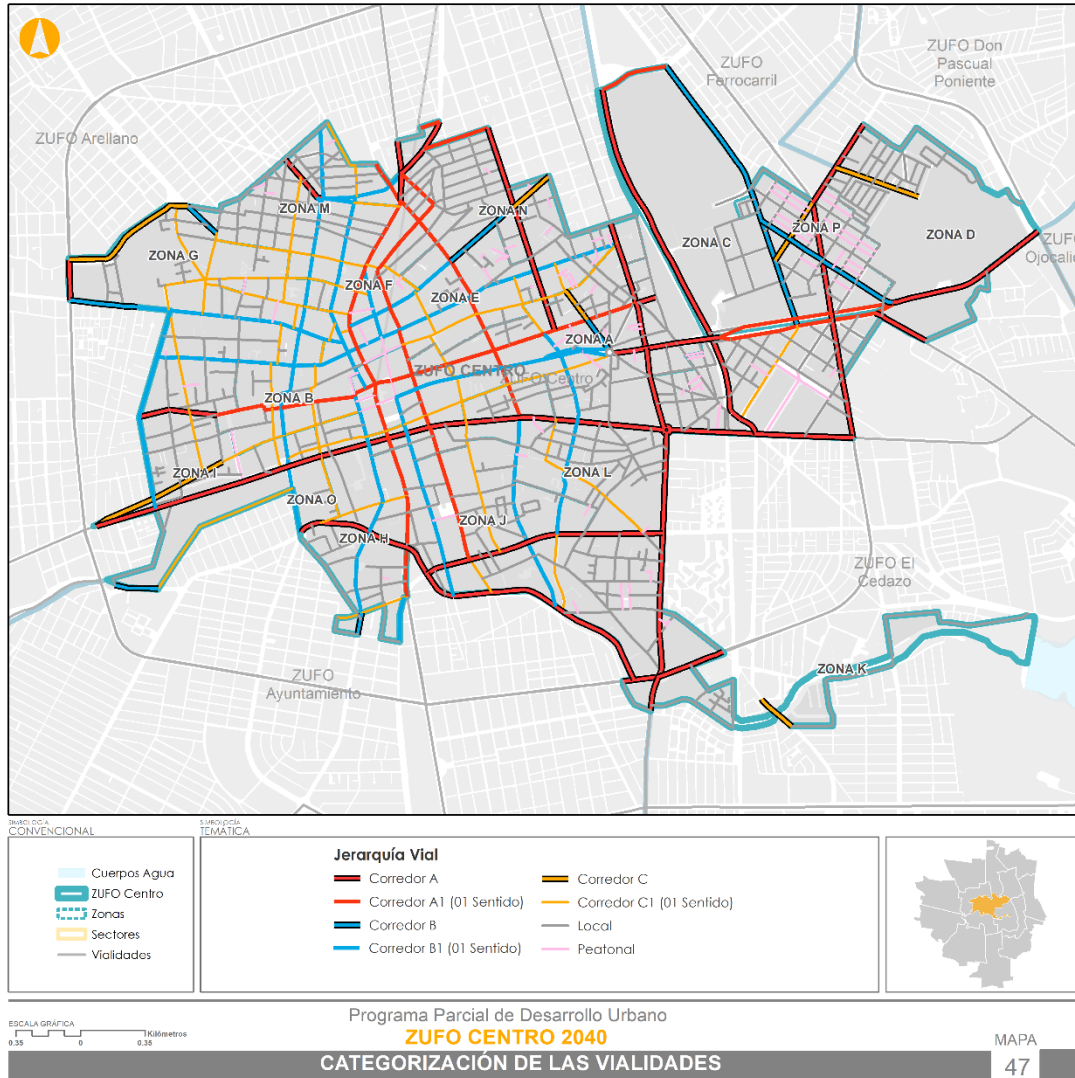 ZUFO Don
Pascual
Poniente
ZUFO
Ferrocarril
ZUFO Arellano
ZONA M
ZONA N
ZONA P
ZONA D
ZONA C
ZONA G
ZUFO
Ojocaliente
ZONA F
ZONA E
ZONA A
ZUFO CENTRO
ZUFO Centro
ZONA B
ZONA I
ZONA L
ZONA O
ZONA J
ZONA H
ZUFO El
Cedazo
ZUFO
Ayuntamiento
ZONA K
SIMBOLOGÍA
CONVENCIONAL
Cuerpos Agua
ZUFO Centro
Zonas
Sectores
Vialidades
SIMBOLOGÍA
TEMÁTICA
Jerarquía Vial
Corredor A
Corredor A1 (01 Sentido)
Corredor B
Corredor B1 (01 Sentido)
Corredor C
Corredor C1 (01 Sentido)
Local
Peatonal
ESCALA GRÁFICA
Kilómetros
0.35 0 0.35
Programa Parcial de Desarrollo Urbano
ZUFO CENTRO 2040
CATEGORIZACIÓN DE LAS VIALIDADES
MAPA
47